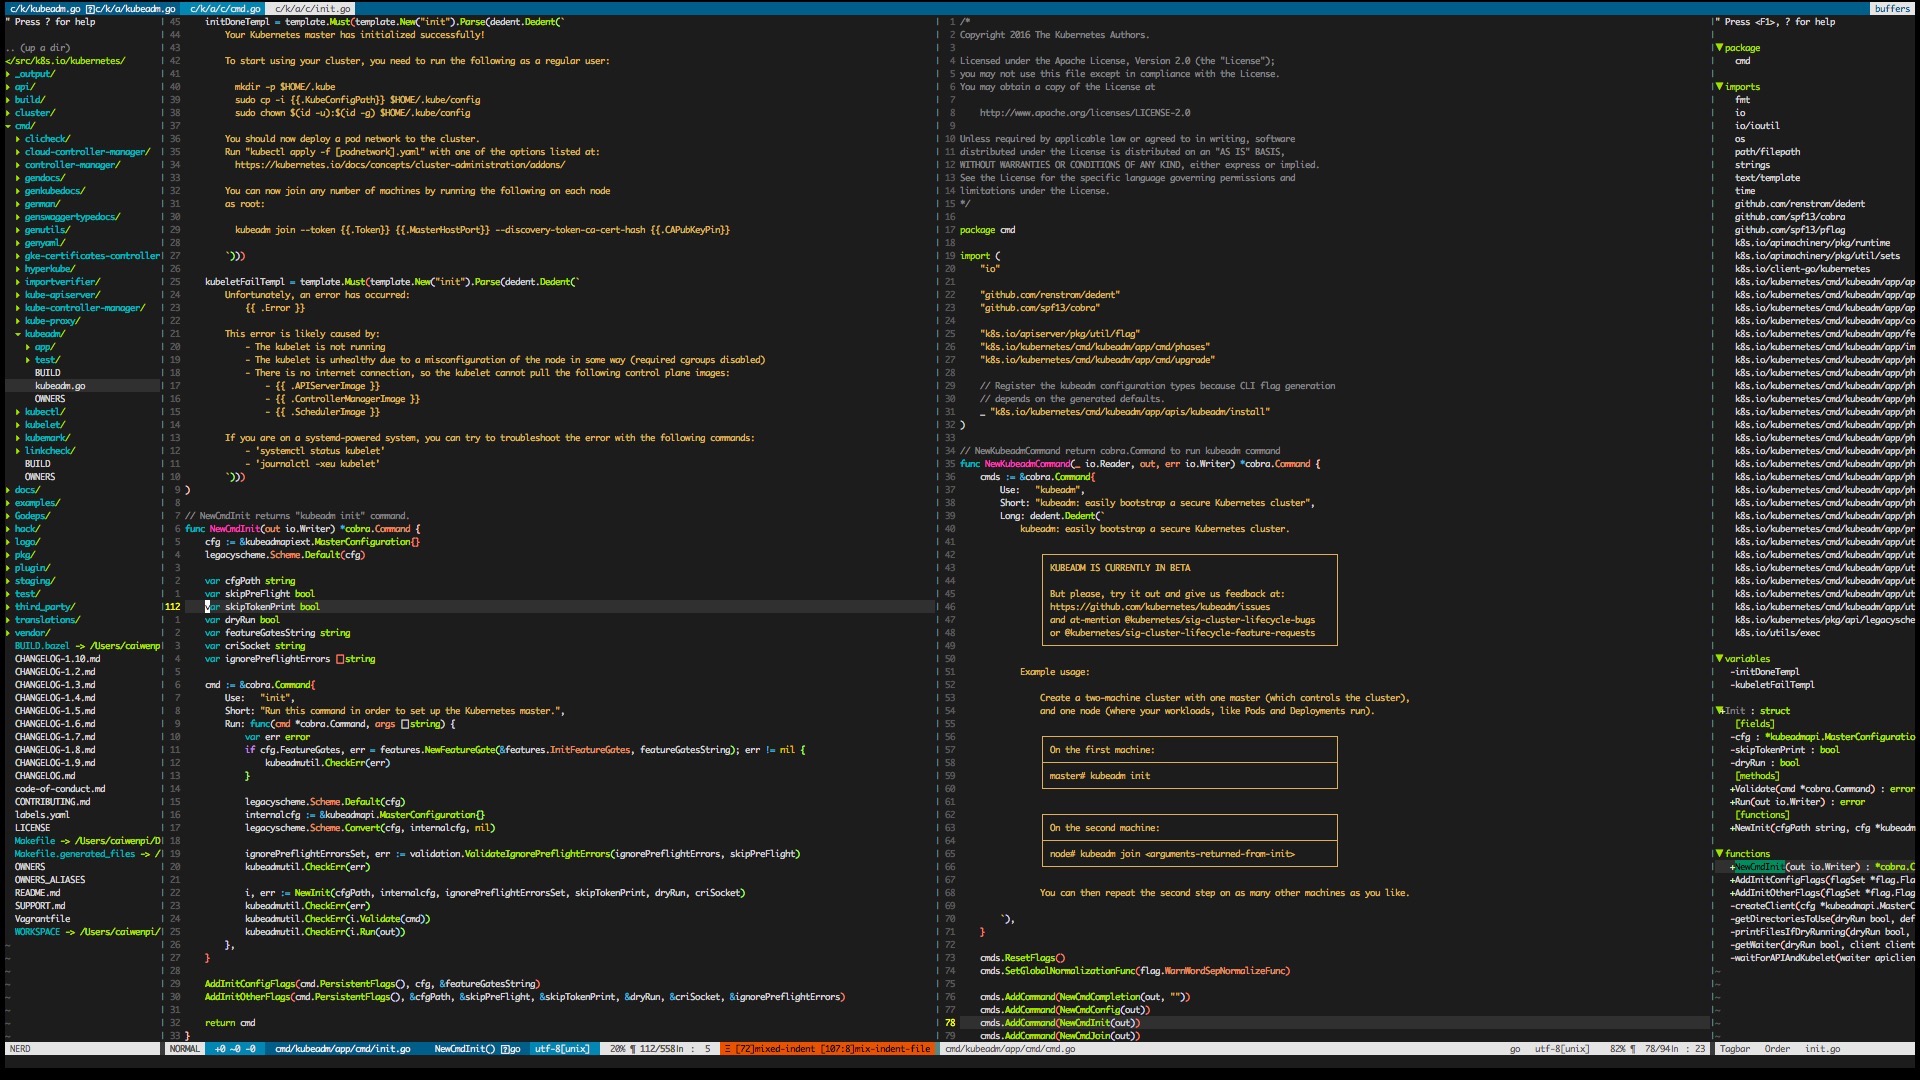 c/k/kubeadm.go c/k/a/kubeadm.go c/k/a/c/cmd.go c/k/a/c/init.go buffers
" Press ? for help
.. (up a dir)
</src/k8s.io/kubernetes/
▸ _output/
▸ api/
▸ build/
▸ cluster/
▾ cmd/
▸ clicheck/
▸ cloud-controller-manager/
▸ controller-manager/
▸ gendocs/
▸ genkubedocs/
▸ genman/
▸ genswaggertypedocs/
▸ genutils/
▸ genyaml/
▸ gke-certificates-controller
▸ hyperkube/
▸ importverifier/
▸ kube-apiserver/
▸ kube-controller-manager/
▸ kube-proxy/
▾ kubeadm/
▸ app/
▸ test/
BUILD
kubeadm.go
OWNERS
▸ kubectl/
▸ kubelet/
▸ kubemark/
▸ linkcheck/
BUILD
OWNERS
▸ docs/
▸ examples/
▸ Godeps/
▸ hack/
▸ logo/
▸ pkg/
▸ plugin/
▸ staging/
▸ test/
▸ third_party/
▸ translations/
▸ vendor/
BUILD.bazel -> /Users/caiwenp
CHANGELOG-1.10.md
CHANGELOG-1.2.md
CHANGELOG-1.3.md
CHANGELOG-1.4.md
CHANGELOG-1.5.md
CHANGELOG-1.6.md
CHANGELOG-1.7.md
CHANGELOG-1.8.md
CHANGELOG-1.9.md
CHANGELOG.md
code-of-conduct.md
CONTRIBUTING.md
labels.yaml
LICENSE
Makefile -> /Users/caiwenpi/D
Makefile.generated_files -> /
OWNERS
OWNERS_ALIASES
README.md
SUPPORT.md
Vagrantfile
WORKSPACE -> /Users/caiwenpi/
45 initDoneTempl = template.Must(template.New("init").Parse(dedent.Dedent(`
44 Your Kubernetes master has initialized successfully!
43
42 To start using your cluster, you need to run the following as a regular user:
41
40 mkdir -p $HOME/.kube
39 sudo cp -i {{.KubeConfigPath}} $HOME/.kube/config
38 sudo chown $(id -u):$(id -g) $HOME/.kube/config
37
36 You should now deploy a pod network to the cluster.
35 Run "kubectl apply -f [podnetwork].yaml" with one of the options listed at:
34 https://kubernetes.io/docs/concepts/cluster-administration/addons/
33
32 You can now join any number of machines by running the following on each node
31 as root:
30
29 kubeadm join --token {{.Token}} {{.MasterHostPort}} --discovery-token-ca-cert-hash {{.CAPubKeyPin}}
28
27 `)))
26
25 kubeletFailTempl = template.Must(template.New("init").Parse(dedent.Dedent(`
24 Unfortunately, an error has occurred:
23 {{ .Error }}
22
21 This error is likely caused by:
20 - The kubelet is not running
19 - The kubelet is unhealthy due to a misconfiguration of the node in some way (required cgroups disabled)
18 - There is no internet connection, so the kubelet cannot pull the following control plane images:
17 - {{ .APIServerImage }}
16 - {{ .ControllerManagerImage }}
15 - {{ .SchedulerImage }}
14
13 If you are on a systemd-powered system, you can try to troubleshoot the error with the following commands:
12 - 'systemctl status kubelet'
11 - 'journalctl -xeu kubelet'
10 `)))
9 )
8
7 // NewCmdInit returns "kubeadm init" command.
6 func NewCmdInit(out io.Writer) *cobra.Command {
5 cfg := &kubeadmapiext.MasterConfiguration{}
4 legacyscheme.Scheme.Default(cfg)
3
2 var cfgPath string
1 var skipPreFlight bool
112 var skipTokenPrint bool
1 var dryRun bool
2 var featureGatesString string
3 var criSocket string
4 var ignorePreflightErrors []string
5
6 cmd := &cobra.Command{
7 Use: "init",
8 Short: "Run this command in order to set up the Kubernetes master.",
9 Run: func(cmd *cobra.Command, args []string) {
10 var err error
11 if cfg.FeatureGates, err = features.NewFeatureGate(&features.InitFeatureGates, featureGatesString); err != nil {
12 kubeadmutil.CheckErr(err)
13 }
14
15 legacyscheme.Scheme.Default(cfg)
16 internalcfg := &kubeadmapi.MasterConfiguration{}
17 legacyscheme.Scheme.Convert(cfg, internalcfg, nil)
18
19 ignorePreflightErrorsSet, err := validation.ValidateIgnorePreflightErrors(ignorePreflightErrors, skipPreFlight)
20 kubeadmutil.CheckErr(err)
21
22 i, err := NewInit(cfgPath, internalcfg, ignorePreflightErrorsSet, skipTokenPrint, dryRun, criSocket)
23 kubeadmutil.CheckErr(err)
24 kubeadmutil.CheckErr(i.Validate(cmd))
25 kubeadmutil.CheckErr(i.Run(out))
26 },
27 }
28
29 AddInitConfigFlags(cmd.PersistentFlags(), cfg, &featureGatesString)
30 AddInitOtherFlags(cmd.PersistentFlags(), &cfgPath, &skipPreFlight, &skipTokenPrint, &dryRun, &criSocket, &ignorePreflightErrors)
31
32 return cmd
33 }
1 /*
2 Copyright 2016 The Kubernetes Authors.
3
4 Licensed under the Apache License, Version 2.0 (the "License");
5 you may not use this file except in compliance with the License.
6 You may obtain a copy of the License at
7
8 http://www.apache.org/licenses/LICENSE-2.0
9
10 Unless required by applicable law or agreed to in writing, software
11 distributed under the License is distributed on an "AS IS" BASIS,
12 WITHOUT WARRANTIES OR CONDITIONS OF ANY KIND, either express or implied.
13 See the License for the specific language governing permissions and
14 limitations under the License.
15 */
16
17 package cmd
18
19 import (
20 "io"
21
22 "github.com/renstrom/dedent"
23 "github.com/spf13/cobra"
24
25 "k8s.io/apiserver/pkg/util/flag"
26 "k8s.io/kubernetes/cmd/kubeadm/app/cmd/phases"
27 "k8s.io/kubernetes/cmd/kubeadm/app/cmd/upgrade"
28
29 // Register the kubeadm configuration types because CLI flag generation
30 // depends on the generated defaults.
31 _ "k8s.io/kubernetes/cmd/kubeadm/app/apis/kubeadm/install"
32 )
33
34 // NewKubeadmCommand return cobra.Command to run kubeadm command
35 func NewKubeadmCommand(_ io.Reader, out, err io.Writer) *cobra.Command {
36 cmds := &cobra.Command{
37 Use: "kubeadm",
38 Short: "kubeadm: easily bootstrap a secure Kubernetes cluster",
39 Long: dedent.Dedent(`
40 kubeadm: easily bootstrap a secure Kubernetes cluster.
41
42
43 KUBEADM IS CURRENTLY IN BETA
44
45 But please, try it out and give us feedback at:
46 https://github.com/kubernetes/kubeadm/issues
47 and at-mention @kubernetes/sig-cluster-lifecycle-bugs
48 or @kubernetes/sig-cluster-lifecycle-feature-requests
49
50
51 Example usage:
52
53 Create a two-machine cluster with one master (which controls the cluster),
54 and one node (where your workloads, like Pods and Deployments run).
55
56
57 On the first machine:
58
59 master# kubeadm init
60
61
62
63 On the second machine:
64
65 node# kubeadm join <arguments-returned-from-init>
66
67
68 You can then repeat the second step on as many other machines as you like.
69
70 `),
71 }
72
73 cmds.ResetFlags()
74 cmds.SetGlobalNormalizationFunc(flag.WarnWordSepNormalizeFunc)
75
76 cmds.AddCommand(NewCmdCompletion(out, ""))
77 cmds.AddCommand(NewCmdConfig(out))
78 cmds.AddCommand(NewCmdInit(out))
79 cmds.AddCommand(NewCmdJoin(out))
" Press <F1>, ? for help
▼ package
cmd
▼ imports
fmt
io
io/ioutil
os
path/filepath
strings
text/template
time
github.com/renstrom/dedent
github.com/spf13/cobra
github.com/spf13/pflag
k8s.io/apimachinery/pkg/runtime
k8s.io/apimachinery/pkg/util/sets
k8s.io/client-go/kubernetes
k8s.io/kubernetes/cmd/kubeadm/app/ap
k8s.io/kubernetes/cmd/kubeadm/app/ap
k8s.io/kubernetes/cmd/kubeadm/app/ap
k8s.io/kubernetes/cmd/kubeadm/app/co
k8s.io/kubernetes/cmd/kubeadm/app/fe
k8s.io/kubernetes/cmd/kubeadm/app/im
k8s.io/kubernetes/cmd/kubeadm/app/ph
k8s.io/kubernetes/cmd/kubeadm/app/ph
k8s.io/kubernetes/cmd/kubeadm/app/ph
k8s.io/kubernetes/cmd/kubeadm/app/ph
k8s.io/kubernetes/cmd/kubeadm/app/ph
k8s.io/kubernetes/cmd/kubeadm/app/ph
k8s.io/kubernetes/cmd/kubeadm/app/ph
k8s.io/kubernetes/cmd/kubeadm/app/ph
k8s.io/kubernetes/cmd/kubeadm/app/ph
k8s.io/kubernetes/cmd/kubeadm/app/ph
k8s.io/kubernetes/cmd/kubeadm/app/ph
k8s.io/kubernetes/cmd/kubeadm/app/ph
k8s.io/kubernetes/cmd/kubeadm/app/ph
k8s.io/kubernetes/cmd/kubeadm/app/pr
k8s.io/kubernetes/cmd/kubeadm/app/ut
k8s.io/kubernetes/cmd/kubeadm/app/ut
k8s.io/kubernetes/cmd/kubeadm/app/ut
k8s.io/kubernetes/cmd/kubeadm/app/ut
k8s.io/kubernetes/cmd/kubeadm/app/ut
k8s.io/kubernetes/cmd/kubeadm/app/ut
k8s.io/kubernetes/pkg/api/legacysche
k8s.io/utils/exec
▼ variables
-initDoneTempl
-kubeletFailTempl
▼+Init : struct
[fields]
-cfg : *kubeadmapi.MasterConfiguratio
-skipTokenPrint : bool
-dryRun : bool
[methods]
+Validate(cmd *cobra.Command) : error
+Run(out io.Writer) : error
[functions]
+NewInit(cfgPath string, cfg *kubeadm
▼ functions
+NewCmdInit(out io.Writer) : *cobra.C
+AddInitConfigFlags(flagSet *flag.Fla
+AddInitOtherFlags(flagSet *flag.Flag
-createClient(cfg *kubeadmapi.MasterC
-getDirectoriesToUse(dryRun bool, def
-printFilesIfDryRunning(dryRun bool,
-getWaiter(dryRun bool, client client
-waitForAPIAndKubelet(waiter apiclien
NERD NORMAL +0 ~0 -0 cmd/kubeadm/app/cmd/init.go NewCmdInit() go utf-8[unix] 20% ¶ 112/558ln : 5 Ξ [72]mixed-indent [107:8]mix-indent-file cmd/kubeadm/app/cmd/cmd.go go utf-8[unix] 82% ¶ 78/94ln : 23 Tagbar Order init.go